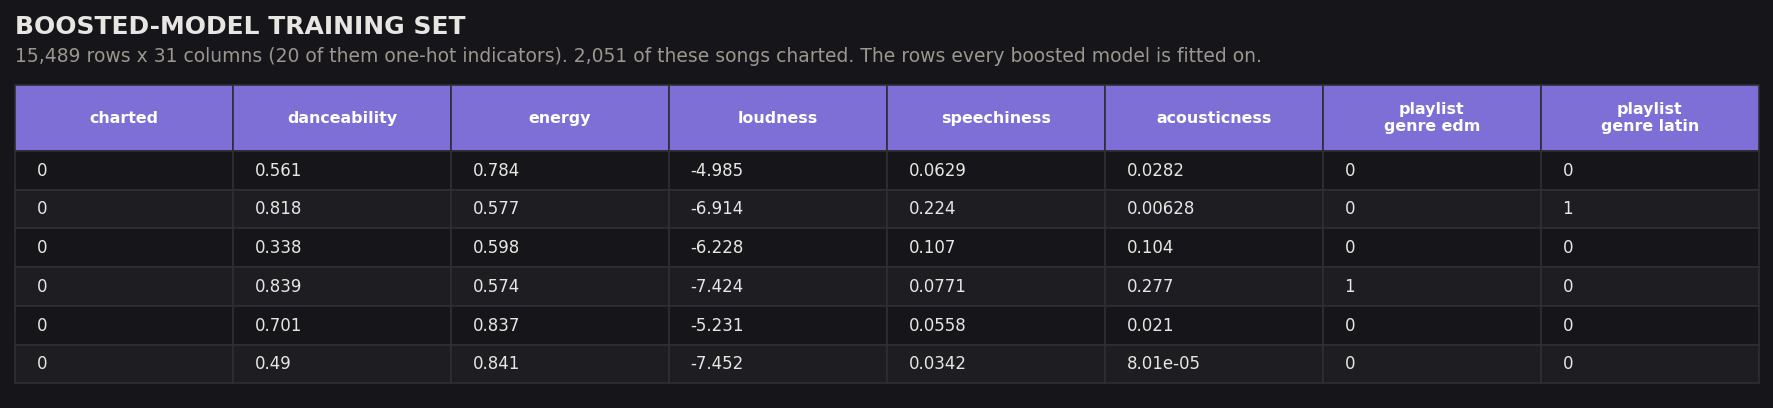 BOOSTED-MODEL TRAINING SET
15,489 rows x 31 columns (20 of them one-hot indicators). 2,051 of these songs charted. The rows every boosted model is fitted on.
charted danceability energy loudness speechiness acousticness playlist genre edm playlist genre latin
0 0.561 0.784 -4.985 0.0629 0.0282 0 0
0 0.818 0.577 -6.914 0.224 0.00628 0 1
0 0.338 0.598 -6.228 0.107 0.104 0 0
0 0.839 0.574 -7.424 0.0771 0.277 1 0
0 0.701 0.837 -5.231 0.0558 0.021 0 0
0 0.49 0.841 -7.452 0.0342 8.01e-05 0 0